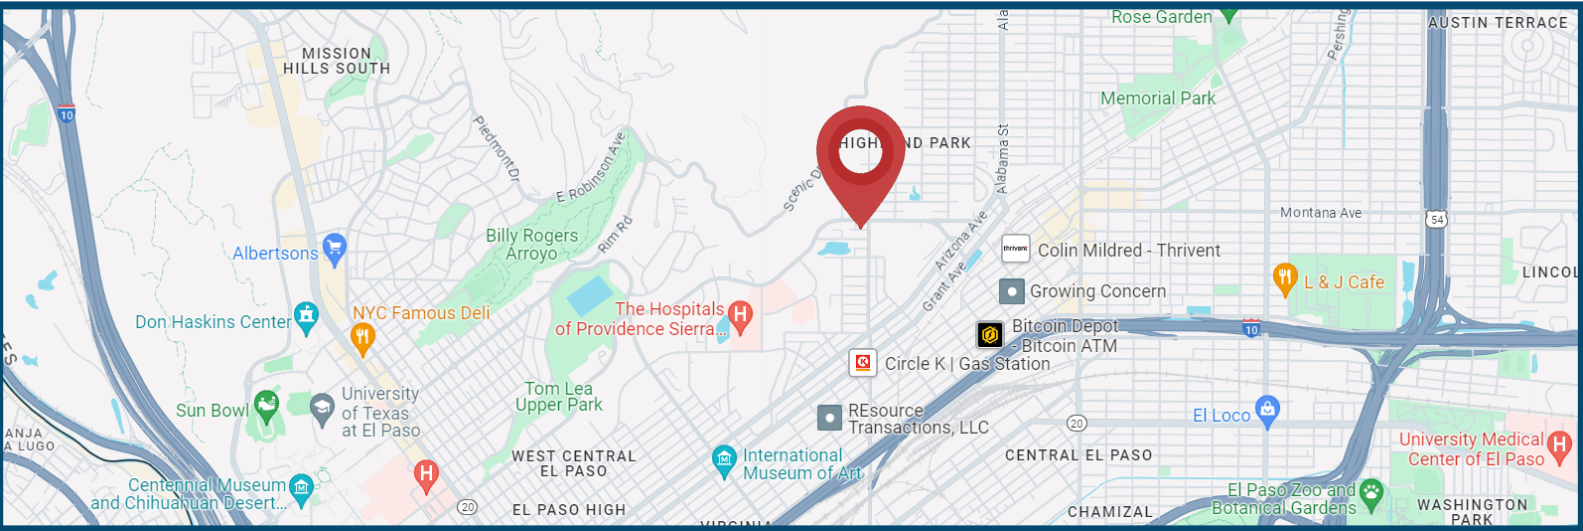 Rose Garden
Ala
Pershing
AUSTIN TERRACE
MISSION
HILLS SOUTH
10
Memorial Park
Piedmont Dr
E Robinson Ave
PARK
Alabama St
Scenic
Montana Ave
54
Billy Rogers
Arroyo
Rim Rd
Albertsons
Arizona Ave
Grant Ave
thrivent
Colin Mildred - Thrivent
LINCOL
L & J Cafe
Growing Concern
The Hospitals
of Providence Sierra...
H
NYC Famous Deli
Don Haskins Center
Bitcoin Depot
- Bitcoin ATM
10
K
Circle K | Gas Station
Tom Lea
Upper Park
University
of Texas
at El Paso
Sun Bowl
REsource
Transactions, LLC
El Loco
20
ANJA
A LUGO
WEST CENTRAL
EL PASO
International
Museum of Art
CENTRAL EL PASO
University Medical
Center of El Paso
H
H
Centennial Museum
and Chihuahuan Desert...
20
EL PASO HIGH
El Paso Zoo and
Botanical Gardens
CHAMIZAL
WASHINGTON
PARK
VIRGINIA